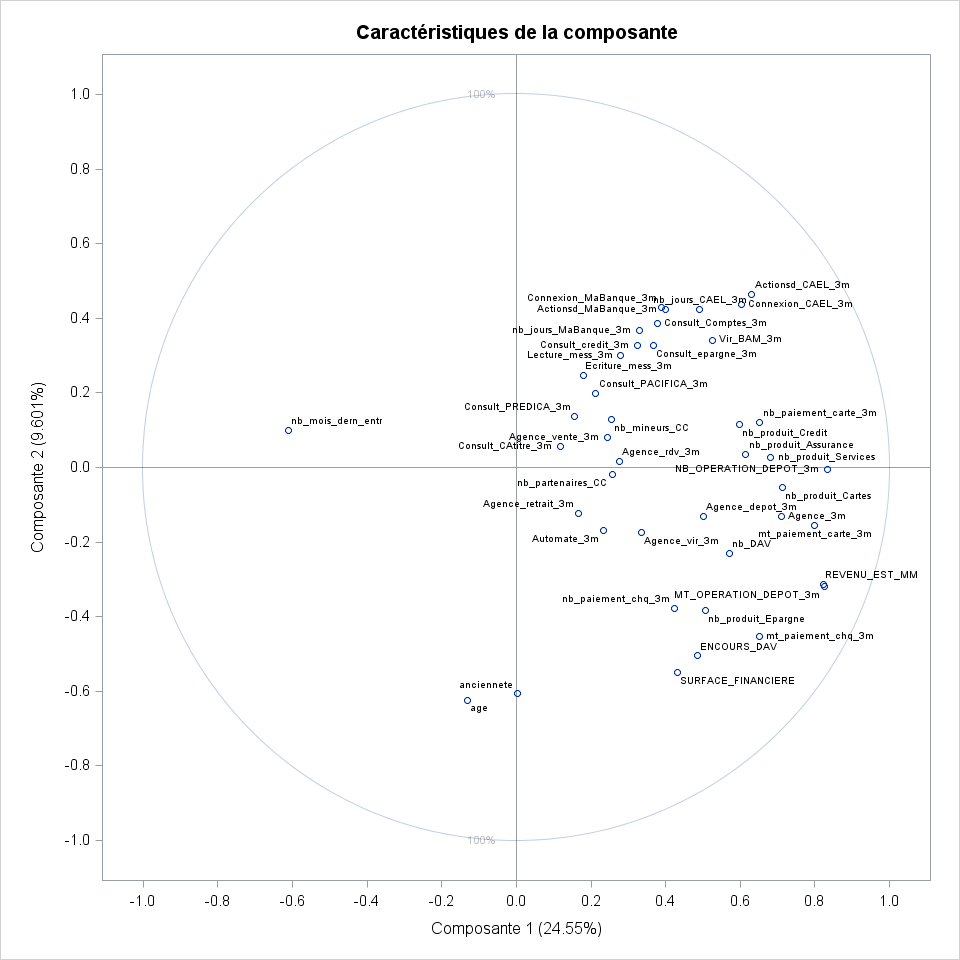 Caractéristiques de la composante
1.0
0.8
0.6
0.4
0.2
0.0
-0.2
-0.4
-0.6
-0.8
-1.0
Composante 2 (9.601%)
100%
Actionsd_CAEL_3m
Connexion_MaBanque_3m
nb_jours_CAEL_3m
Connexion_CAEL_3m
Actionsd_MaBanque_3m
Consult_Comptes_3m
nb_jours_MaBanque_3m
Vir_BAM_3m
Consult_credit_3m
Consult_epargne_3m
Lecture_mess_3m
Ecriture_mess_3m
Consult_PACIFICA_3m
Consult_PREDICA_3m
nb_paiement_carte_3m
nb_mois_dern_entr
nb_mineurs_CC
nb_produit_Credit
Agence_vente_3m
Consult_CAtitre_3m
nb_produit_Assurance
Agence_rdv_3m
nb_produit_Services
NB_OPERATION_DEPOT_3m
nb_partenaires_CC
nb_produit_Cartes
Agence_retrait_3m
Agence_depot_3m
Agence_3m
Automate_3m
Agence_vir_3m
mt_paiement_carte_3m
nb_DAV
REVENU_EST_MM
MT_OPERATION_DEPOT_3m
nb_paiement_chq_3m
nb_produit_Epargne
mt_paiement_chq_3m
ENCOURS_DAV
SURFACE_FINANCIERE
anciennete
age
100%
-1.0 -0.8 -0.6 -0.4 -0.2 0.0 0.2 0.4 0.6 0.8 1.0
Composante 1 (24.55%)